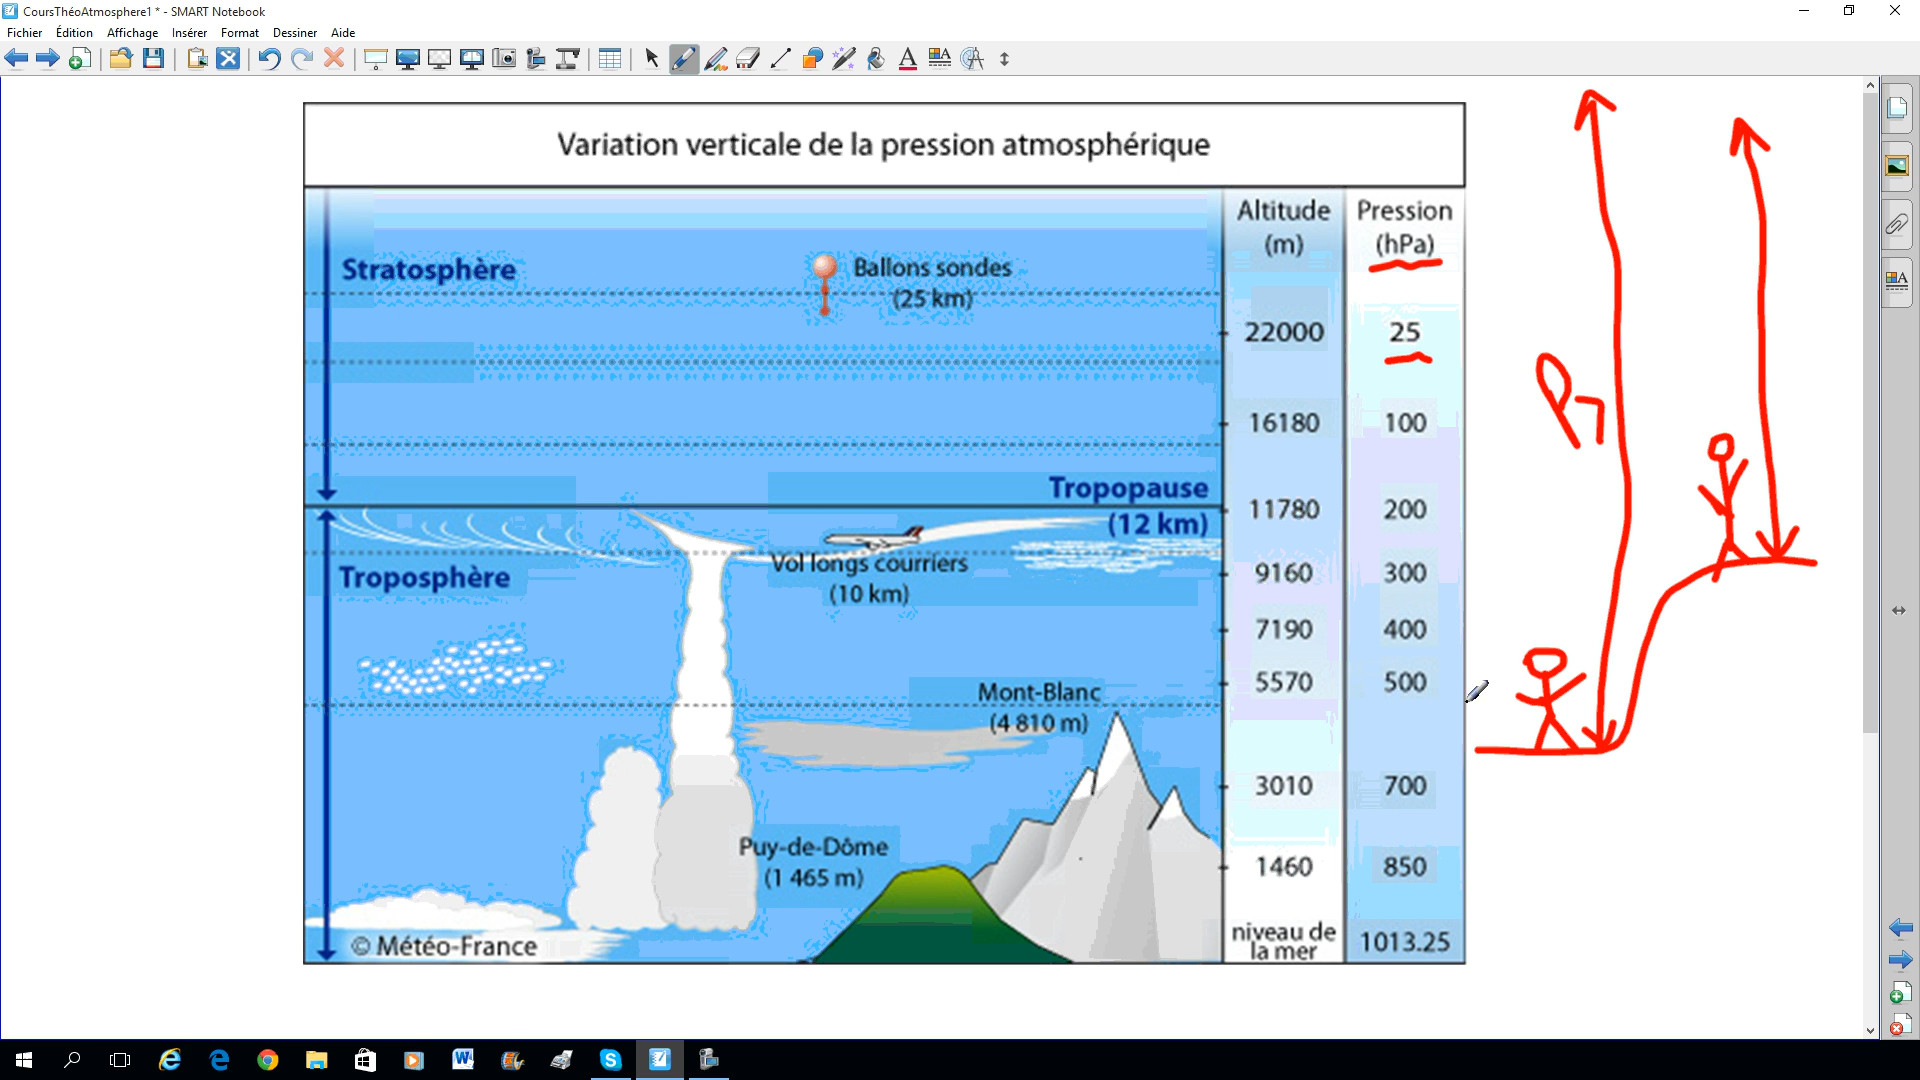 CoursThéoAtmosphere1 * - SMART Notebook
Fichier Édition Affichage Insérer Format Dessiner Aide
Variation verticale de la pression atmosphérique
Altitude Pression
(m) (hPa)
Stratosphère
Ballons sondes
(25 km)
22000 25
16180 100
Tropopause
(12 km)
11780 200
Troposphère
Vol longs courriers
(10 km)
9160 300
7190 400
5570 500
Mont-Blanc
(4 810 m)
3010 700
Puy-de-Dôme
(1 465 m)
1460 850
niveau de
la mer
1013.25
© Météo-France